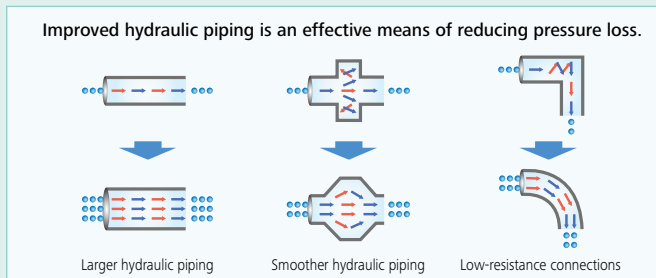 Improved hydraulic piping is an effective means of reducing pressure loss.
Larger hydraulic piping
Smoother hydraulic piping
Low-resistance connections